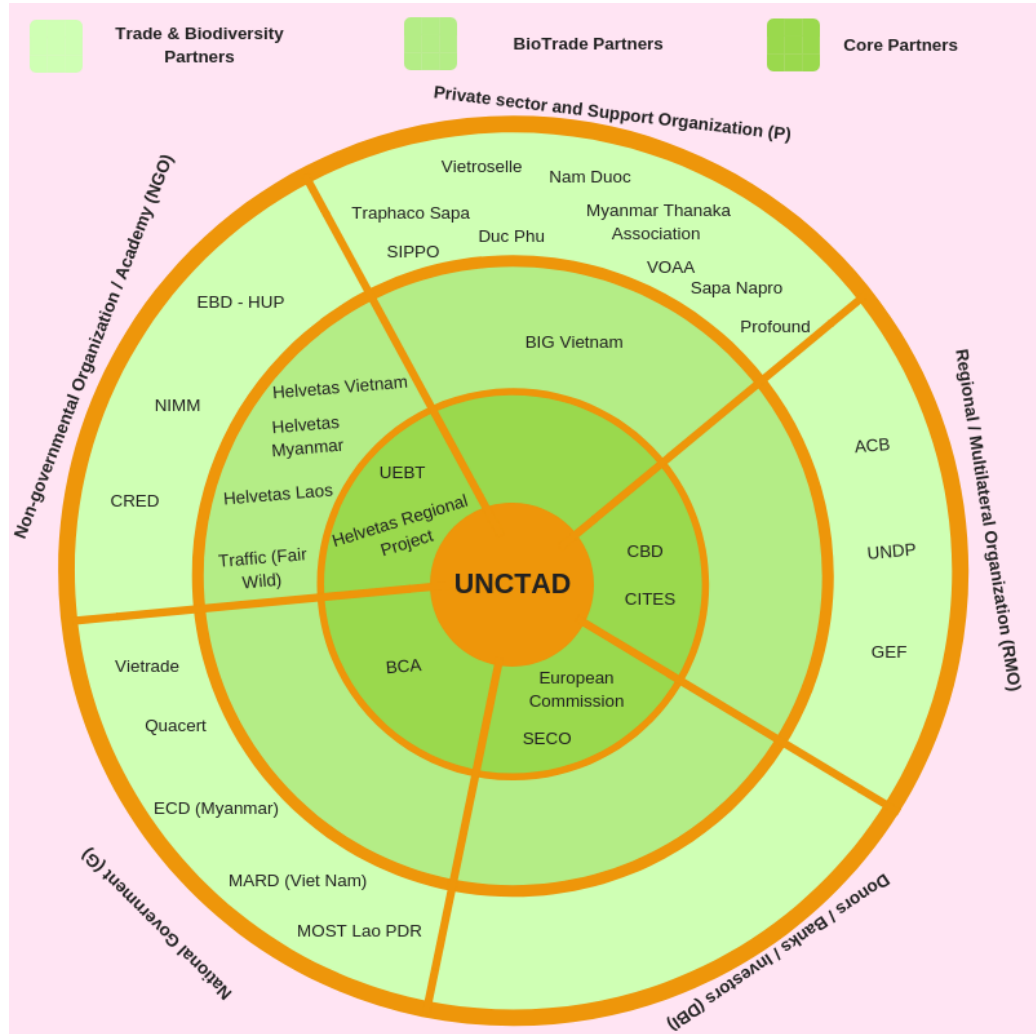 Trade & Biodiversity
Partners
BioTrade Partners
Core Partners
Private sector and Support Organization (P)
Vietroselle
Nam Duoc
Traphaco Sapa
Myanmar Thanaka
Association
Duc Phu
SIPPO
VOAA
Sapa Napro
Profound
BIG Vietnam
Non-governmental Organization / Academy (NGO)
EBD - HUP
NIMM
CRED
Helvetas Vietnam
Helvetas
Myanmar
Helvetas Laos
Traffic (Fair
Wild)
UEBT
Helvetas Regional
Project
UNCTAD
Regional / Multilateral Organization (RMO)
ACB
UNDP
GEF
CBD
CITES
National Government (G)
Vietrade
Quacert
ECD (Myanmar)
MARD (Viet Nam)
MOST Lao PDR
BCA
Donors / Banks / Investors (DBI)
European
Commission
SECO